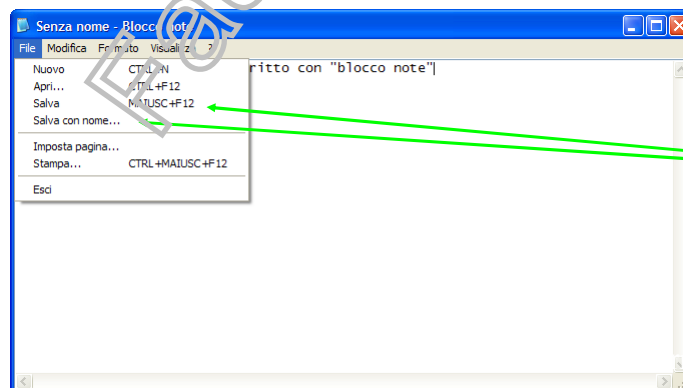 Senza nome - Blocco note
File Modifica Formato Visualizza ?
Nuovo CTRL+N
ritto con "blocco note"
Apri... CTRL+F12
Salva MAIUSC+F12
Salva con nome...
Imposta pagina...
Stampa... CTRL+MAIUSC+F12
Esci